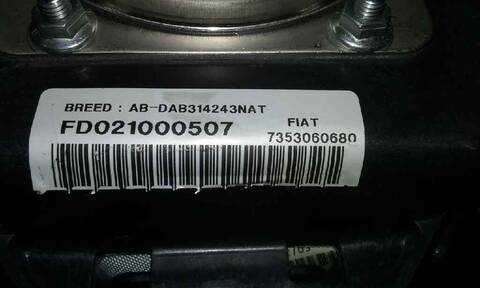 BREED : AB-DAB314243NAT
FD021000507
FIAT
7353060680